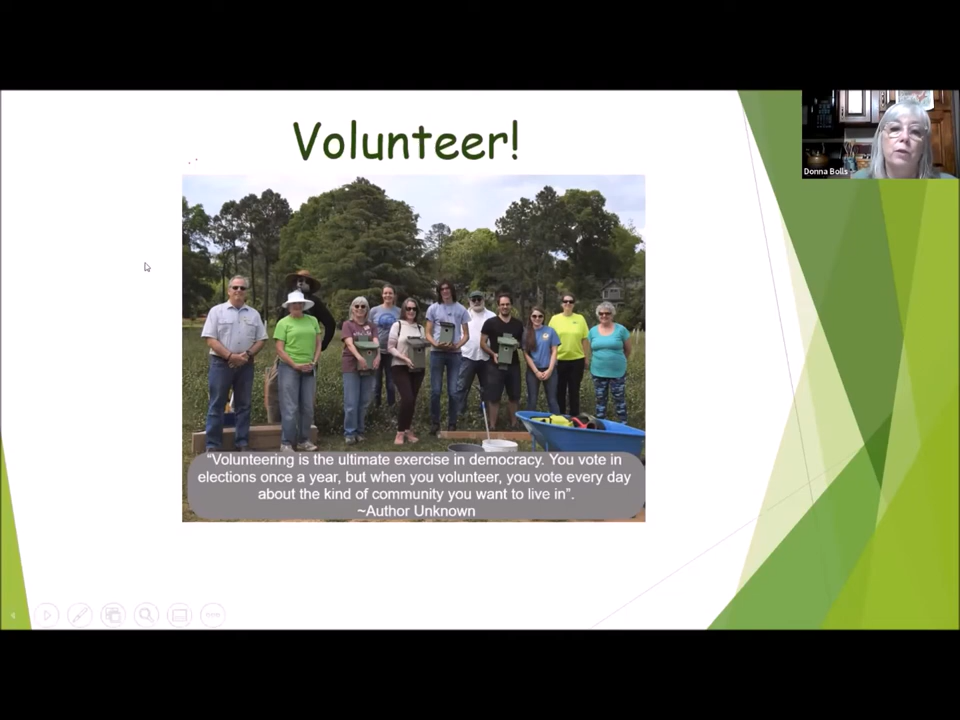 Volunteer!
Donna Bolls
"Volunteering is the ultimate exercise in democracy. You vote in
elections once a year, but when you volunteer, you vote every day
about the kind of community you want to live in".
~Author Unknown